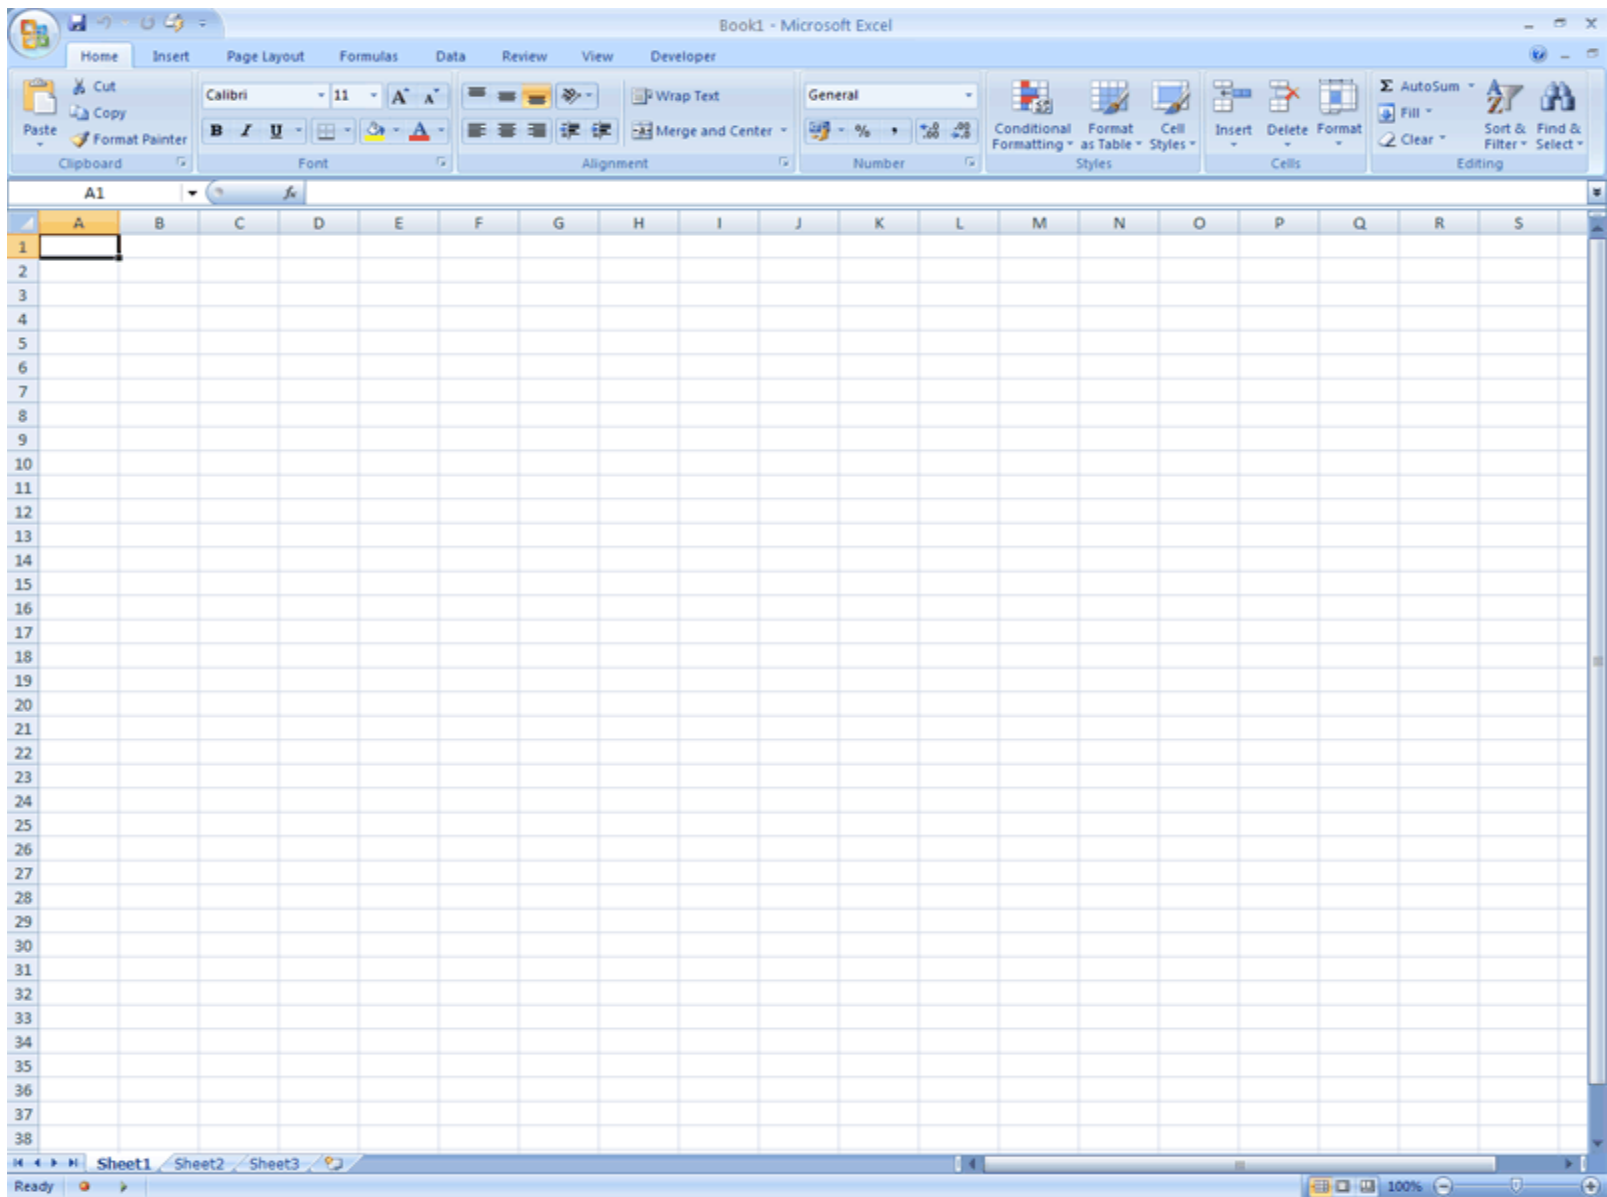 Book1 - Microsoft Excel
Home Insert Page Layout Formulas Data Review View Developer
Cut
Copy
Format Painter
Paste
Clipboard
Calibri 11 A A
B I U A
Font
Wrap Text
Merge and Center
Alignment
General
% ,
.00 .0
Number
Conditional Formatting
Format as Table
Cell Styles
Styles
Insert Delete Format
Cells
Σ AutoSum
Fill
Clear
Sort & Filter
Find & Select
Editing
A1 fx
A B C D E F G H I J K L M N O P Q R S
1
2
3
4
5
6
7
8
9
10
11
12
13
14
15
16
17
18
19
20
21
22
23
24
25
26
27
28
29
30
31
32
33
34
35
36
37
38
Sheet1 Sheet2 Sheet3
Ready 100%